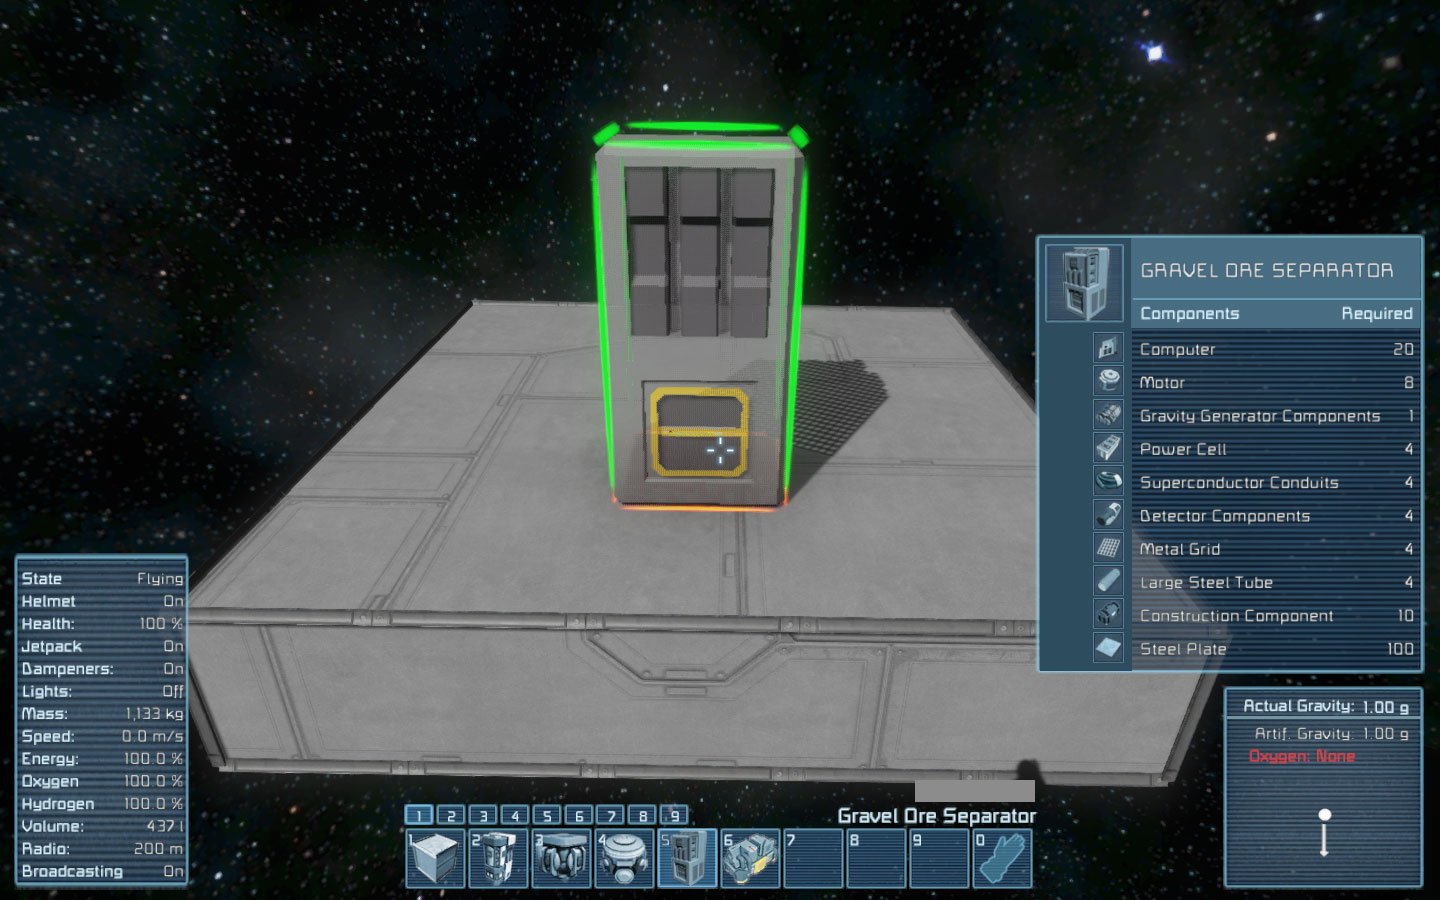 GRAVEL ORE SEPARATOR
Components Required
Computer 20
Motor 8
Gravity Generator Components 1
Power Cell 4
Superconductor Conduits 4
Detector Components 4
Metal Grid 4
Large Steel Tube 4
Construction Component 10
Steel Plate 100
State Flying
Helmet On
Health: 100 %
Jetpack On
Dampeners: On
Lights: Off
Mass: 1,133 kg
Speed: 0.0 m/s
Energy: 100.0 %
Oxygen 100.0 %
Hydrogen 100.0 %
Volume: 437 l
Radio: 200 m
Broadcasting On
Actual Gravity: 1.00 g
Artif. Gravity: 1.00 g
Oxygen: None
Gravel Ore Separator
1 2 3 4 5 6 7 8 9
1 2 3 4 5 6 7 8 9 0